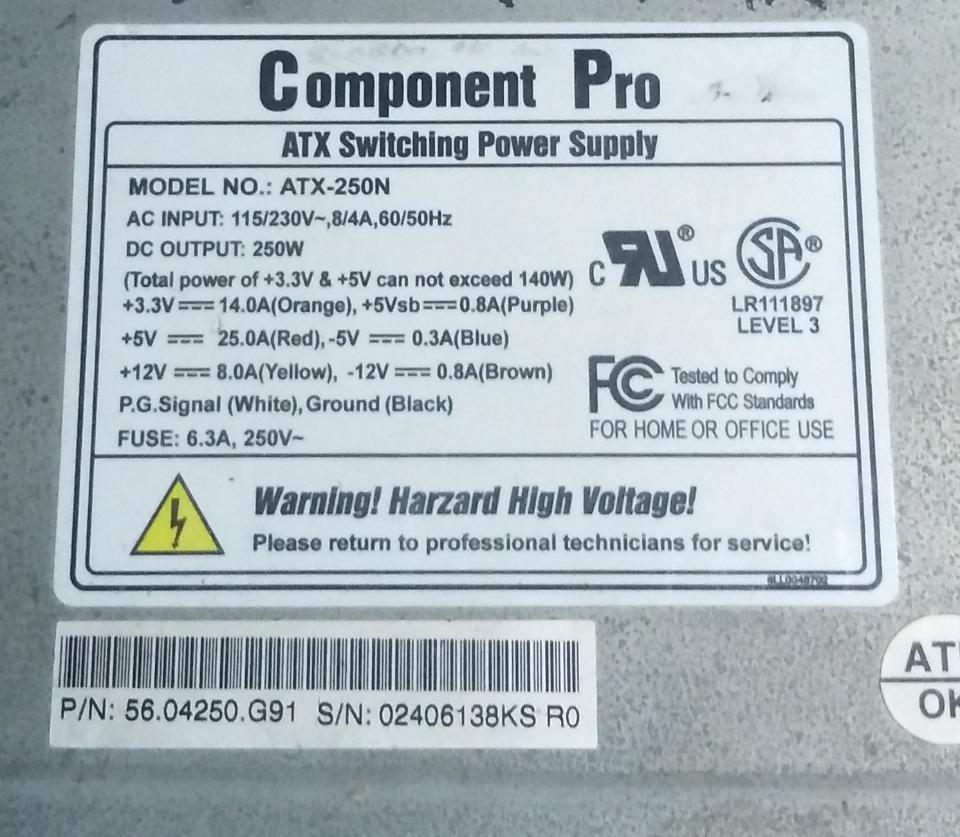 Component Pro
ATX Switching Power Supply
MODEL NO.: ATX-250N
AC INPUT: 115/230V~,8/4A,60/50Hz
DC OUTPUT: 250W
(Total power of +3.3V & +5V can not exceed 140W)
+3.3V⎓14.0A(Orange), +5Vsb⎓0.8A(Purple)
+5V ⎓ 25.0A(Red),-5V ⎓ 0.3A(Blue)
+12V⎓8.0A(Yellow), -12V⎓0.8A(Brown)
P.G.Signal (White),Ground (Black)
FUSE: 6.3A, 250V~
C RU® US
SA®
LR111897
LEVEL 3
FC Tested to Comply
With FCC Standards
FOR HOME OR OFFICE USE
Warning! Harzard High Voltage!
Please return to professional technicians for service!
P/N: 56.04250.G91 S/N: 02406138KS R0
AT
OK